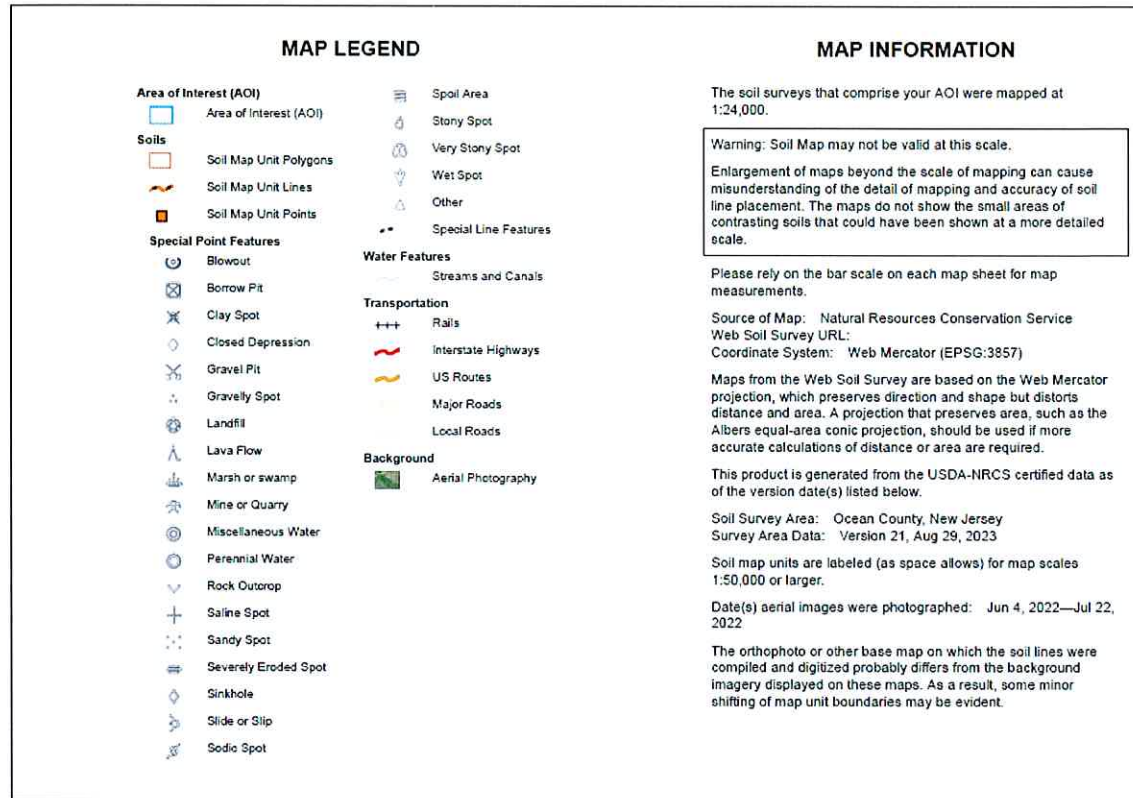 MAP LEGEND
Area of Interest (AOI)
Area of Interest (AOI)
Soils
Soil Map Unit Polygons
Soil Map Unit Lines
Soil Map Unit Points
Special Point Features
Blowout
Borrow Pit
Clay Spot
Closed Depression
Gravel Pit
Gravelly Spot
Landfill
Lava Flow
Marsh or swamp
Mine or Quarry
Miscellaneous Water
Perennial Water
Rock Outcrop
Saline Spot
Sandy Spot
Severely Eroded Spot
Sinkhole
Slide or Slip
Sodic Spot
Spoil Area
Stony Spot
Very Stony Spot
Wet Spot
Other
Special Line Features
Water Features
Streams and Canals
Transportation
Rails
Interstate Highways
US Routes
Major Roads
Local Roads
Background
Aerial Photography
MAP INFORMATION
The soil surveys that comprise your AOI were mapped at
1:24,000.
Warning: Soil Map may not be valid at this scale.
Enlargement of maps beyond the scale of mapping can cause
misunderstanding of the detail of mapping and accuracy of soil
line placement. The maps do not show the small areas of
contrasting soils that could have been shown at a more detailed
scale.
Please rely on the bar scale on each map sheet for map
measurements.
Source of Map: Natural Resources Conservation Service
Web Soil Survey URL:
Coordinate System: Web Mercator (EPSG:3857)
Maps from the Web Soil Survey are based on the Web Mercator
projection, which preserves direction and shape but distorts
distance and area. A projection that preserves area, such as the
Albers equal-area conic projection, should be used if more
accurate calculations of distance or area are required.
This product is generated from the USDA-NRCS certified data as
of the version date(s) listed below.
Soil Survey Area: Ocean County, New Jersey
Survey Area Data: Version 21, Aug 29, 2023
Soil map units are labeled (as space allows) for map scales
1:50,000 or larger.
Date(s) aerial images were photographed: Jun 4, 2022—Jul 22,
2022
The orthophoto or other base map on which the soil lines were
compiled and digitized probably differs from the background
imagery displayed on these maps. As a result, some minor
shifting of map unit boundaries may be evident.